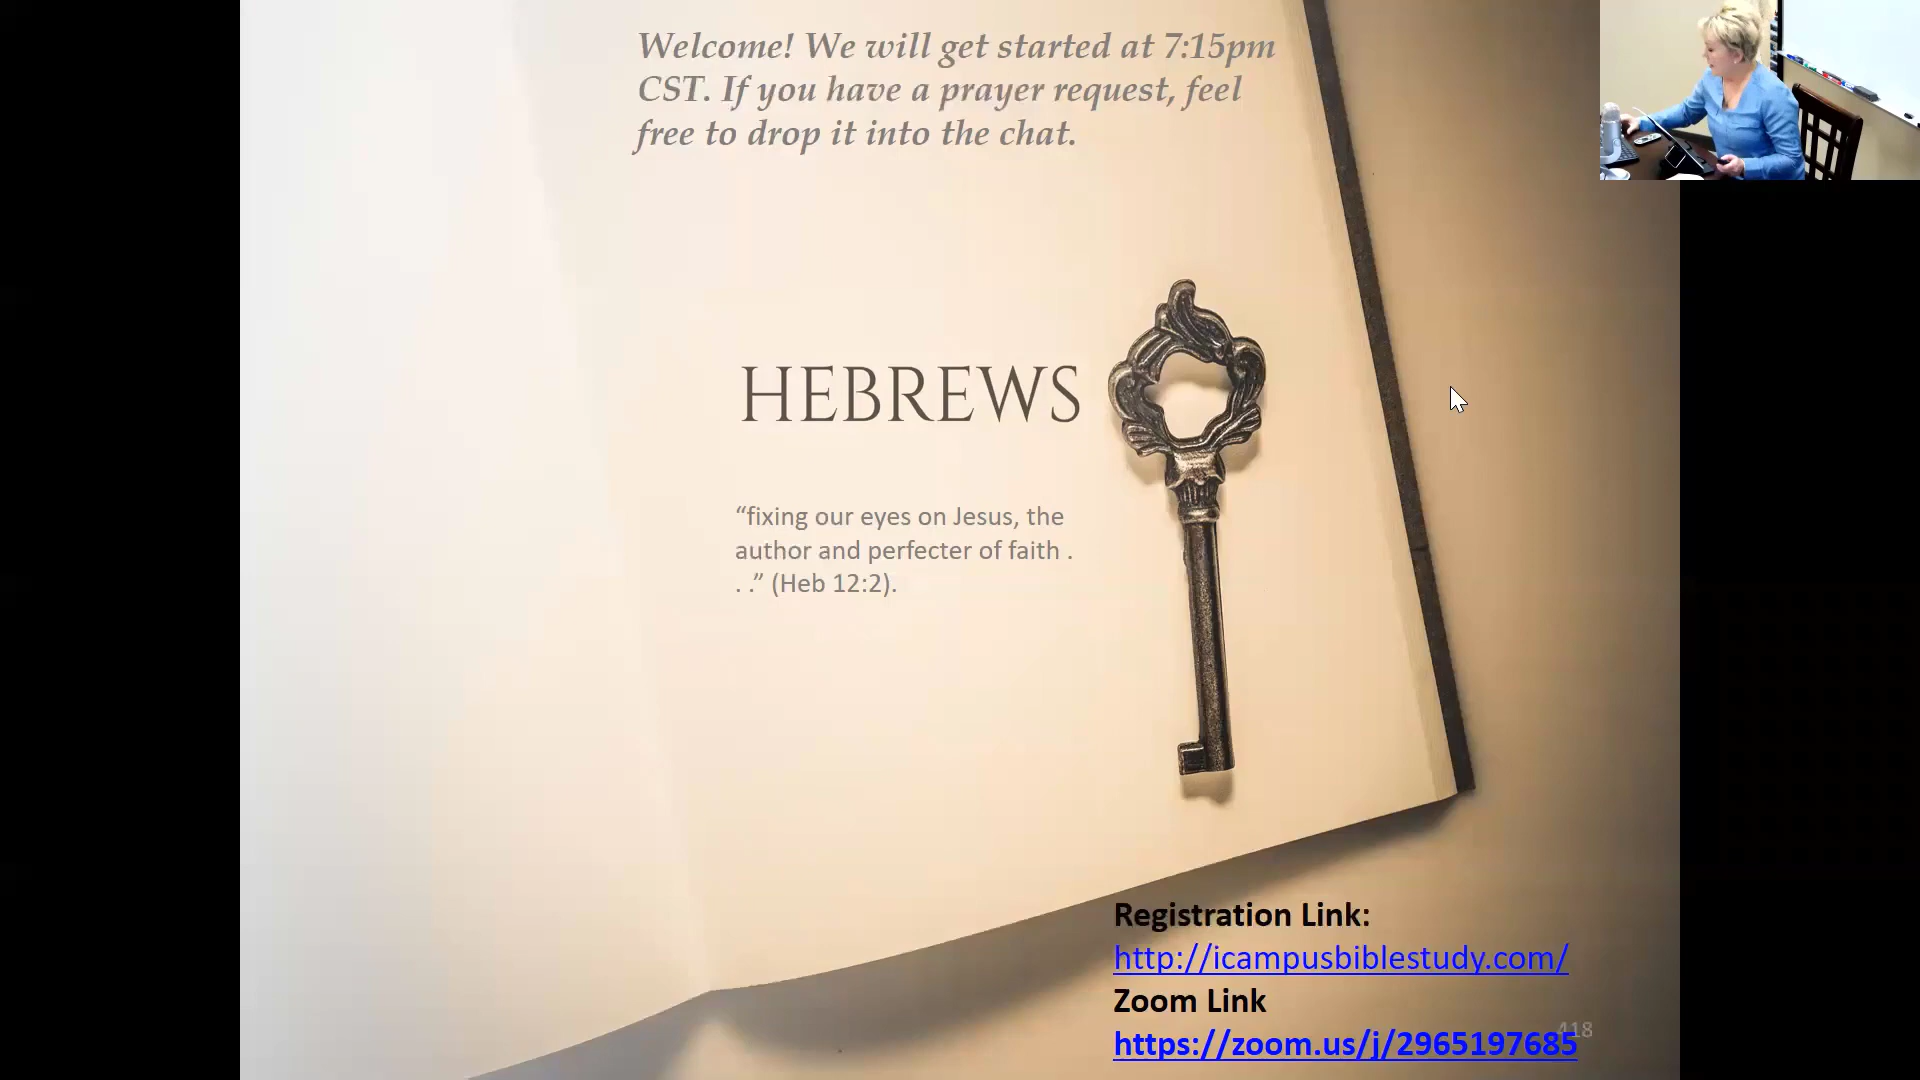 Welcome! We will get started at 7:15pm
CST. If you have a prayer request, feel
free to drop it into the chat.
HEBREWS
“fixing our eyes on Jesus, the
author and perfecter of faith .
. .” (Heb 12:2).
Registration Link:
http://icampusbiblestudy.com/
Zoom Link
418
https://zoom.us/j/2965197685